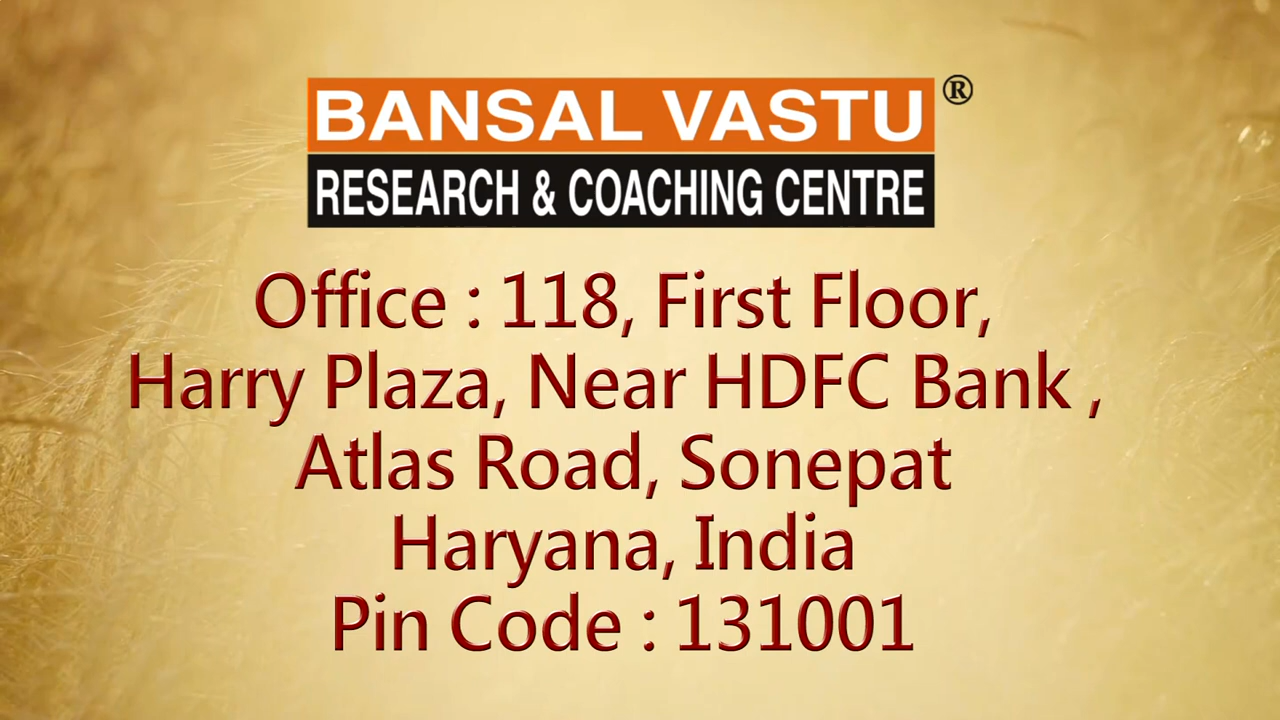 BANSAL VASTU ®
RESEARCH & COACHING CENTRE
Office : 118, First Floor,
Harry Plaza, Near HDFC Bank ,
Atlas Road, Sonepat
Haryana, India
Pin Code : 131001